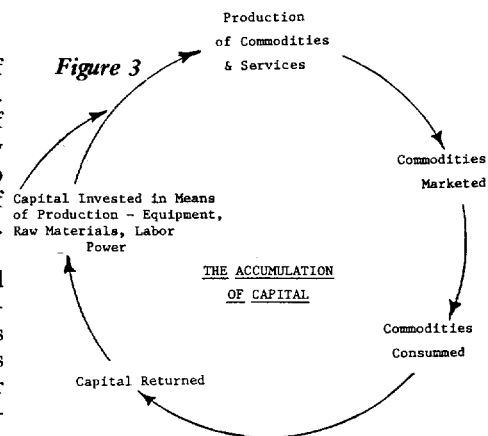 Figure 3
Production
of Commodities
& Services
Commodities
Marketed
Capital Invested in Means
of Production - Equipment,
Raw Materials, Labor
Power
THE ACCUMULATION
OF CAPITAL
Commodities
Consummed
Capital Returned